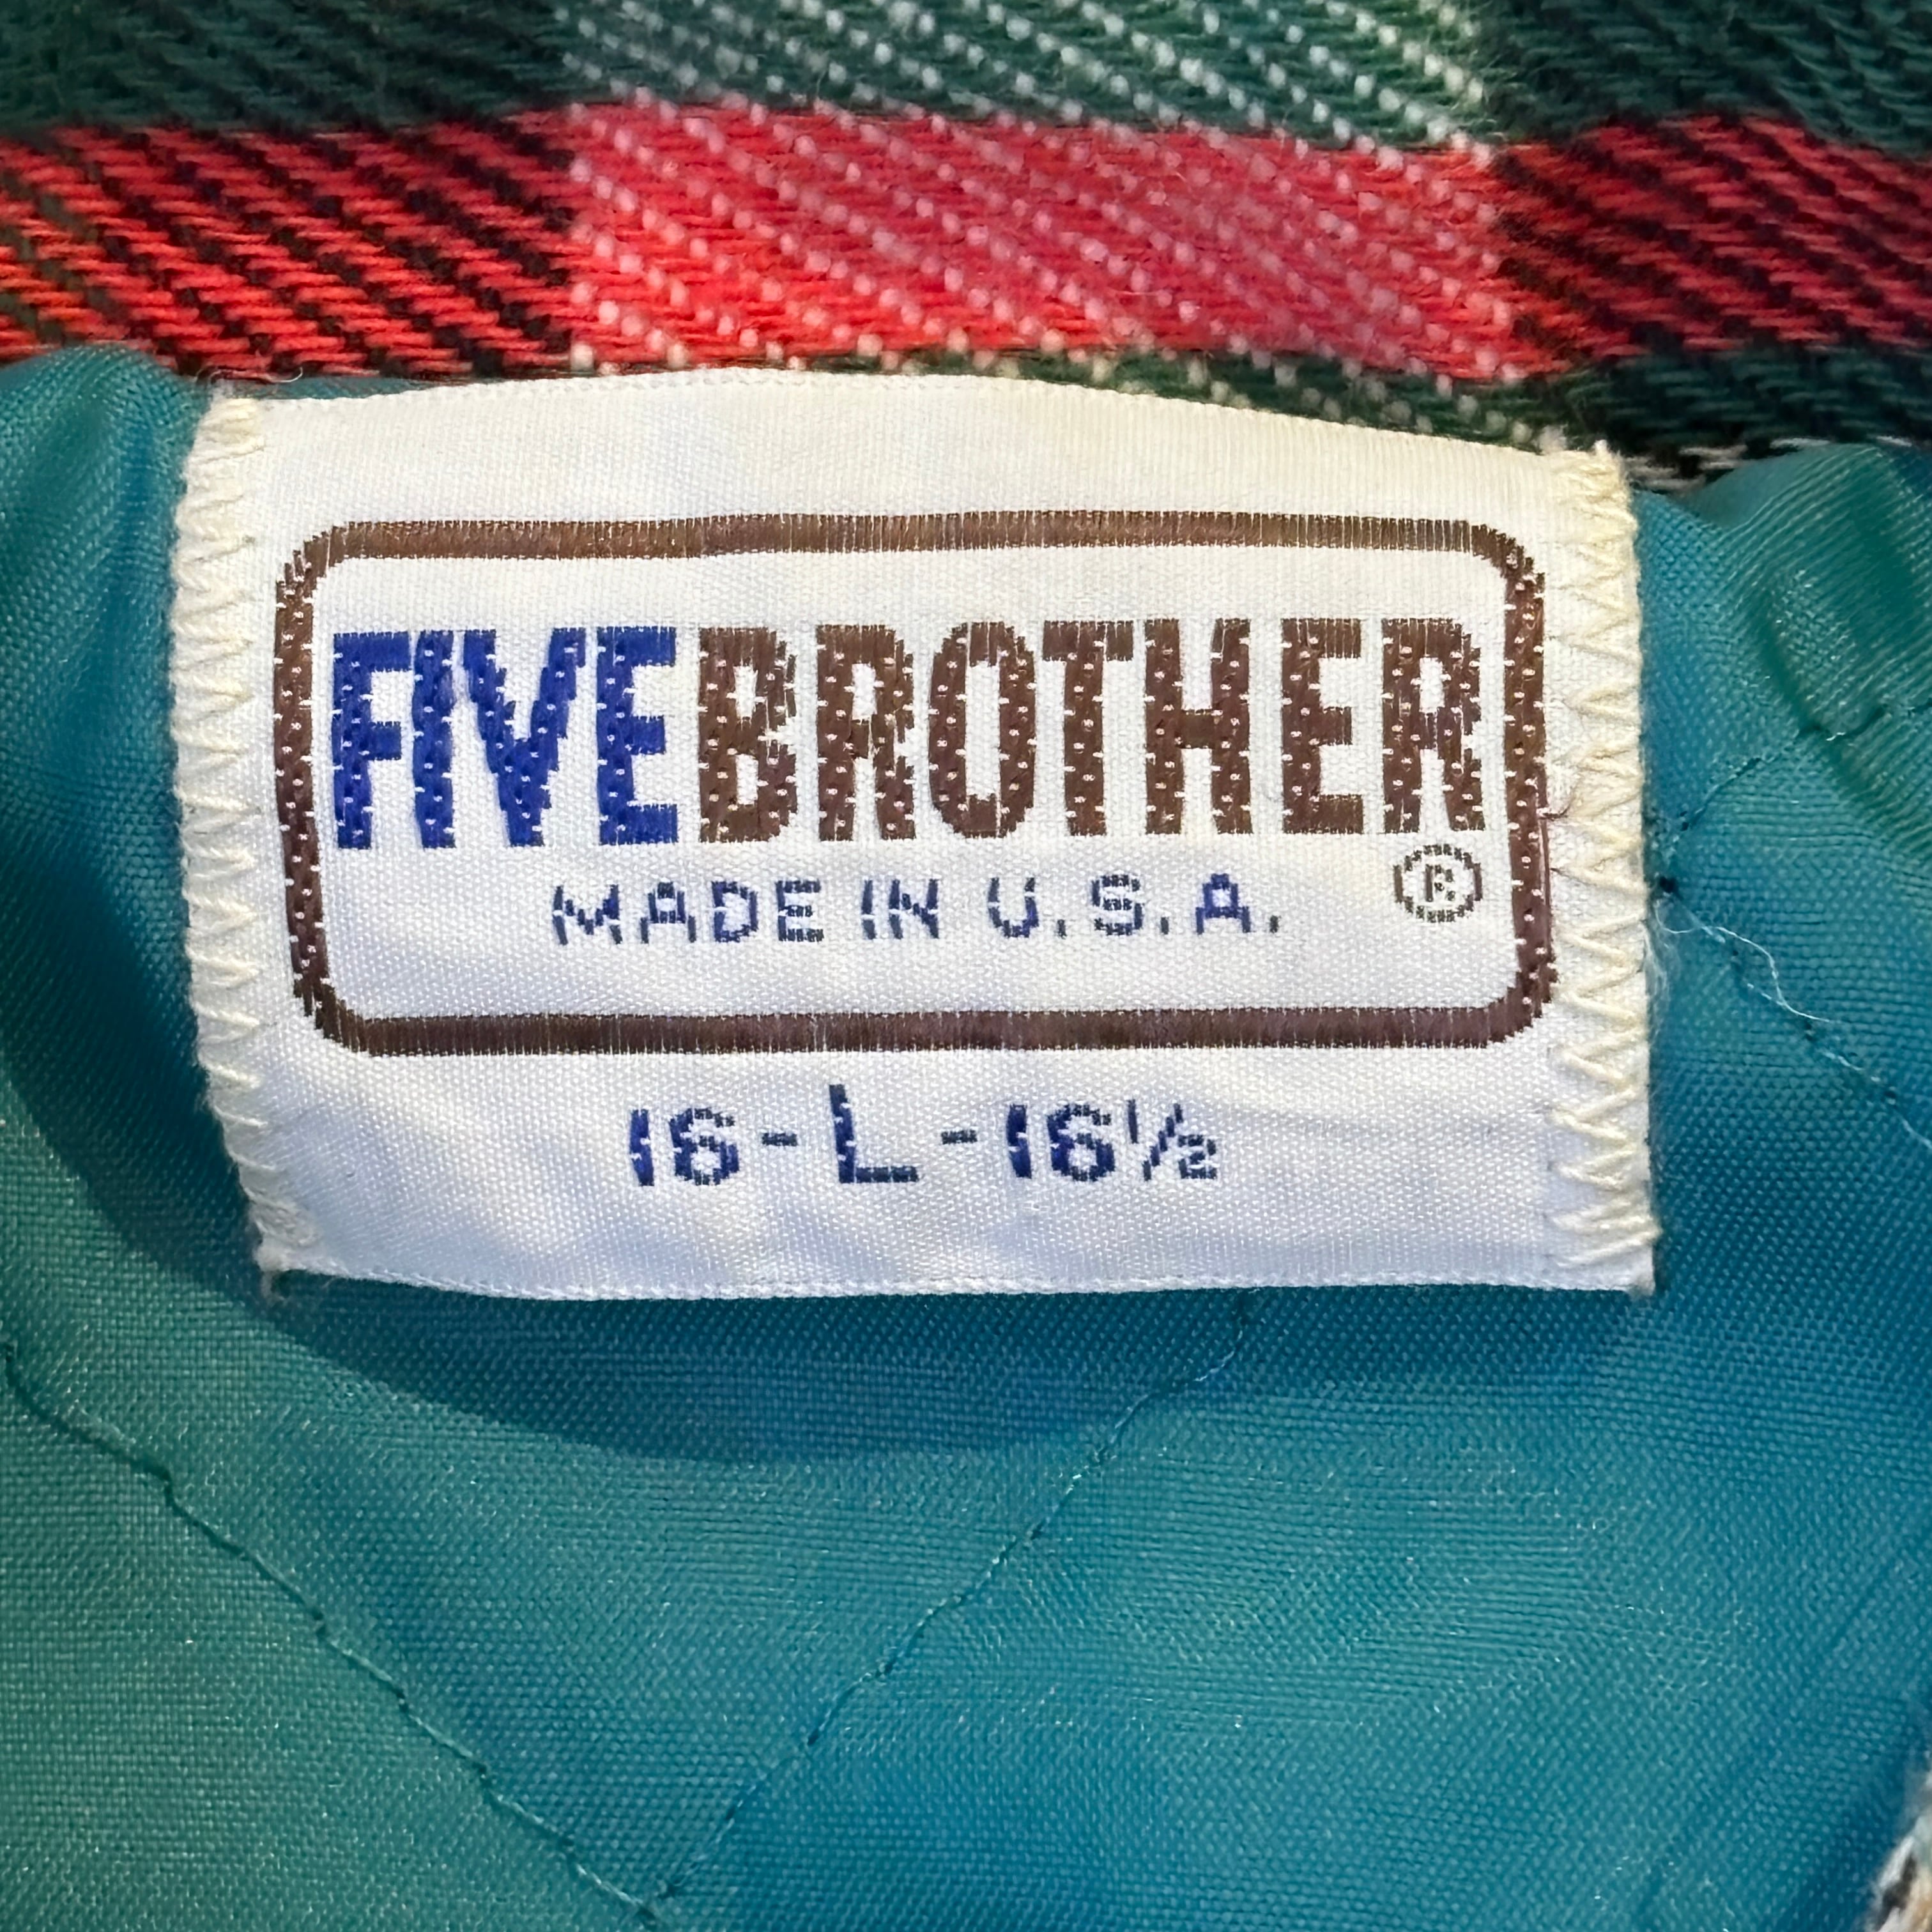 FIVEBROTHER
MADE IN U.S.A. ®
16-L-16½